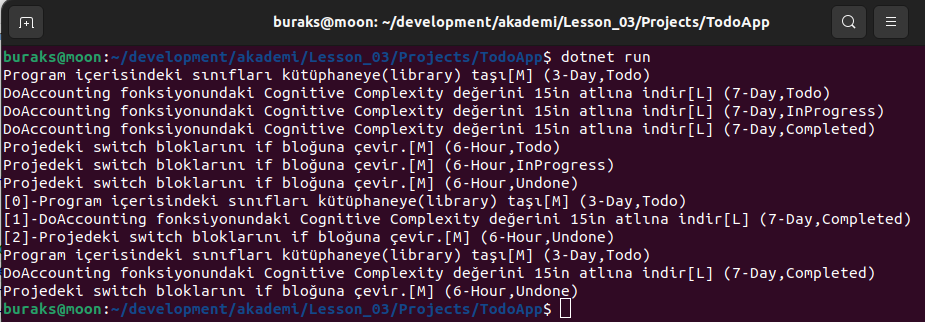 buraks@moon: ~/development/akademi/Lesson_03/Projects/TodoApp
buraks@moon:~/development/akademi/Lesson_03/Projects/TodoApp$ dotnet run
Program içerisindeki sınıfları kütüphaneye(library) taşı[M] (3-Day,Todo)
DoAccounting fonksiyonundaki Cognitive Complexity değerini 15in atlına indir[L] (7-Day,Todo)
DoAccounting fonksiyonundaki Cognitive Complexity değerini 15in atlına indir[L] (7-Day,InProgress)
DoAccounting fonksiyonundaki Cognitive Complexity değerini 15in atlına indir[L] (7-Day,Completed)
Projedeki switch bloklarını if bloğuna çevir.[M] (6-Hour,Todo)
Projedeki switch bloklarını if bloğuna çevir.[M] (6-Hour,InProgress)
Projedeki switch bloklarını if bloğuna çevir.[M] (6-Hour,Undone)
[0]-Program içerisindeki sınıfları kütüphaneye(library) taşı[M] (3-Day,Todo)
[1]-DoAccounting fonksiyonundaki Cognitive Complexity değerini 15in atlına indir[L] (7-Day,Completed)
[2]-Projedeki switch bloklarını if bloğuna çevir.[M] (6-Hour,Undone)
Program içerisindeki sınıfları kütüphaneye(library) taşı[M] (3-Day,Todo)
DoAccounting fonksiyonundaki Cognitive Complexity değerini 15in atlına indir[L] (7-Day,Completed)
Projedeki switch bloklarını if bloğuna çevir.[M] (6-Hour,Undone)
buraks@moon:~/development/akademi/Lesson_03/Projects/TodoApp$